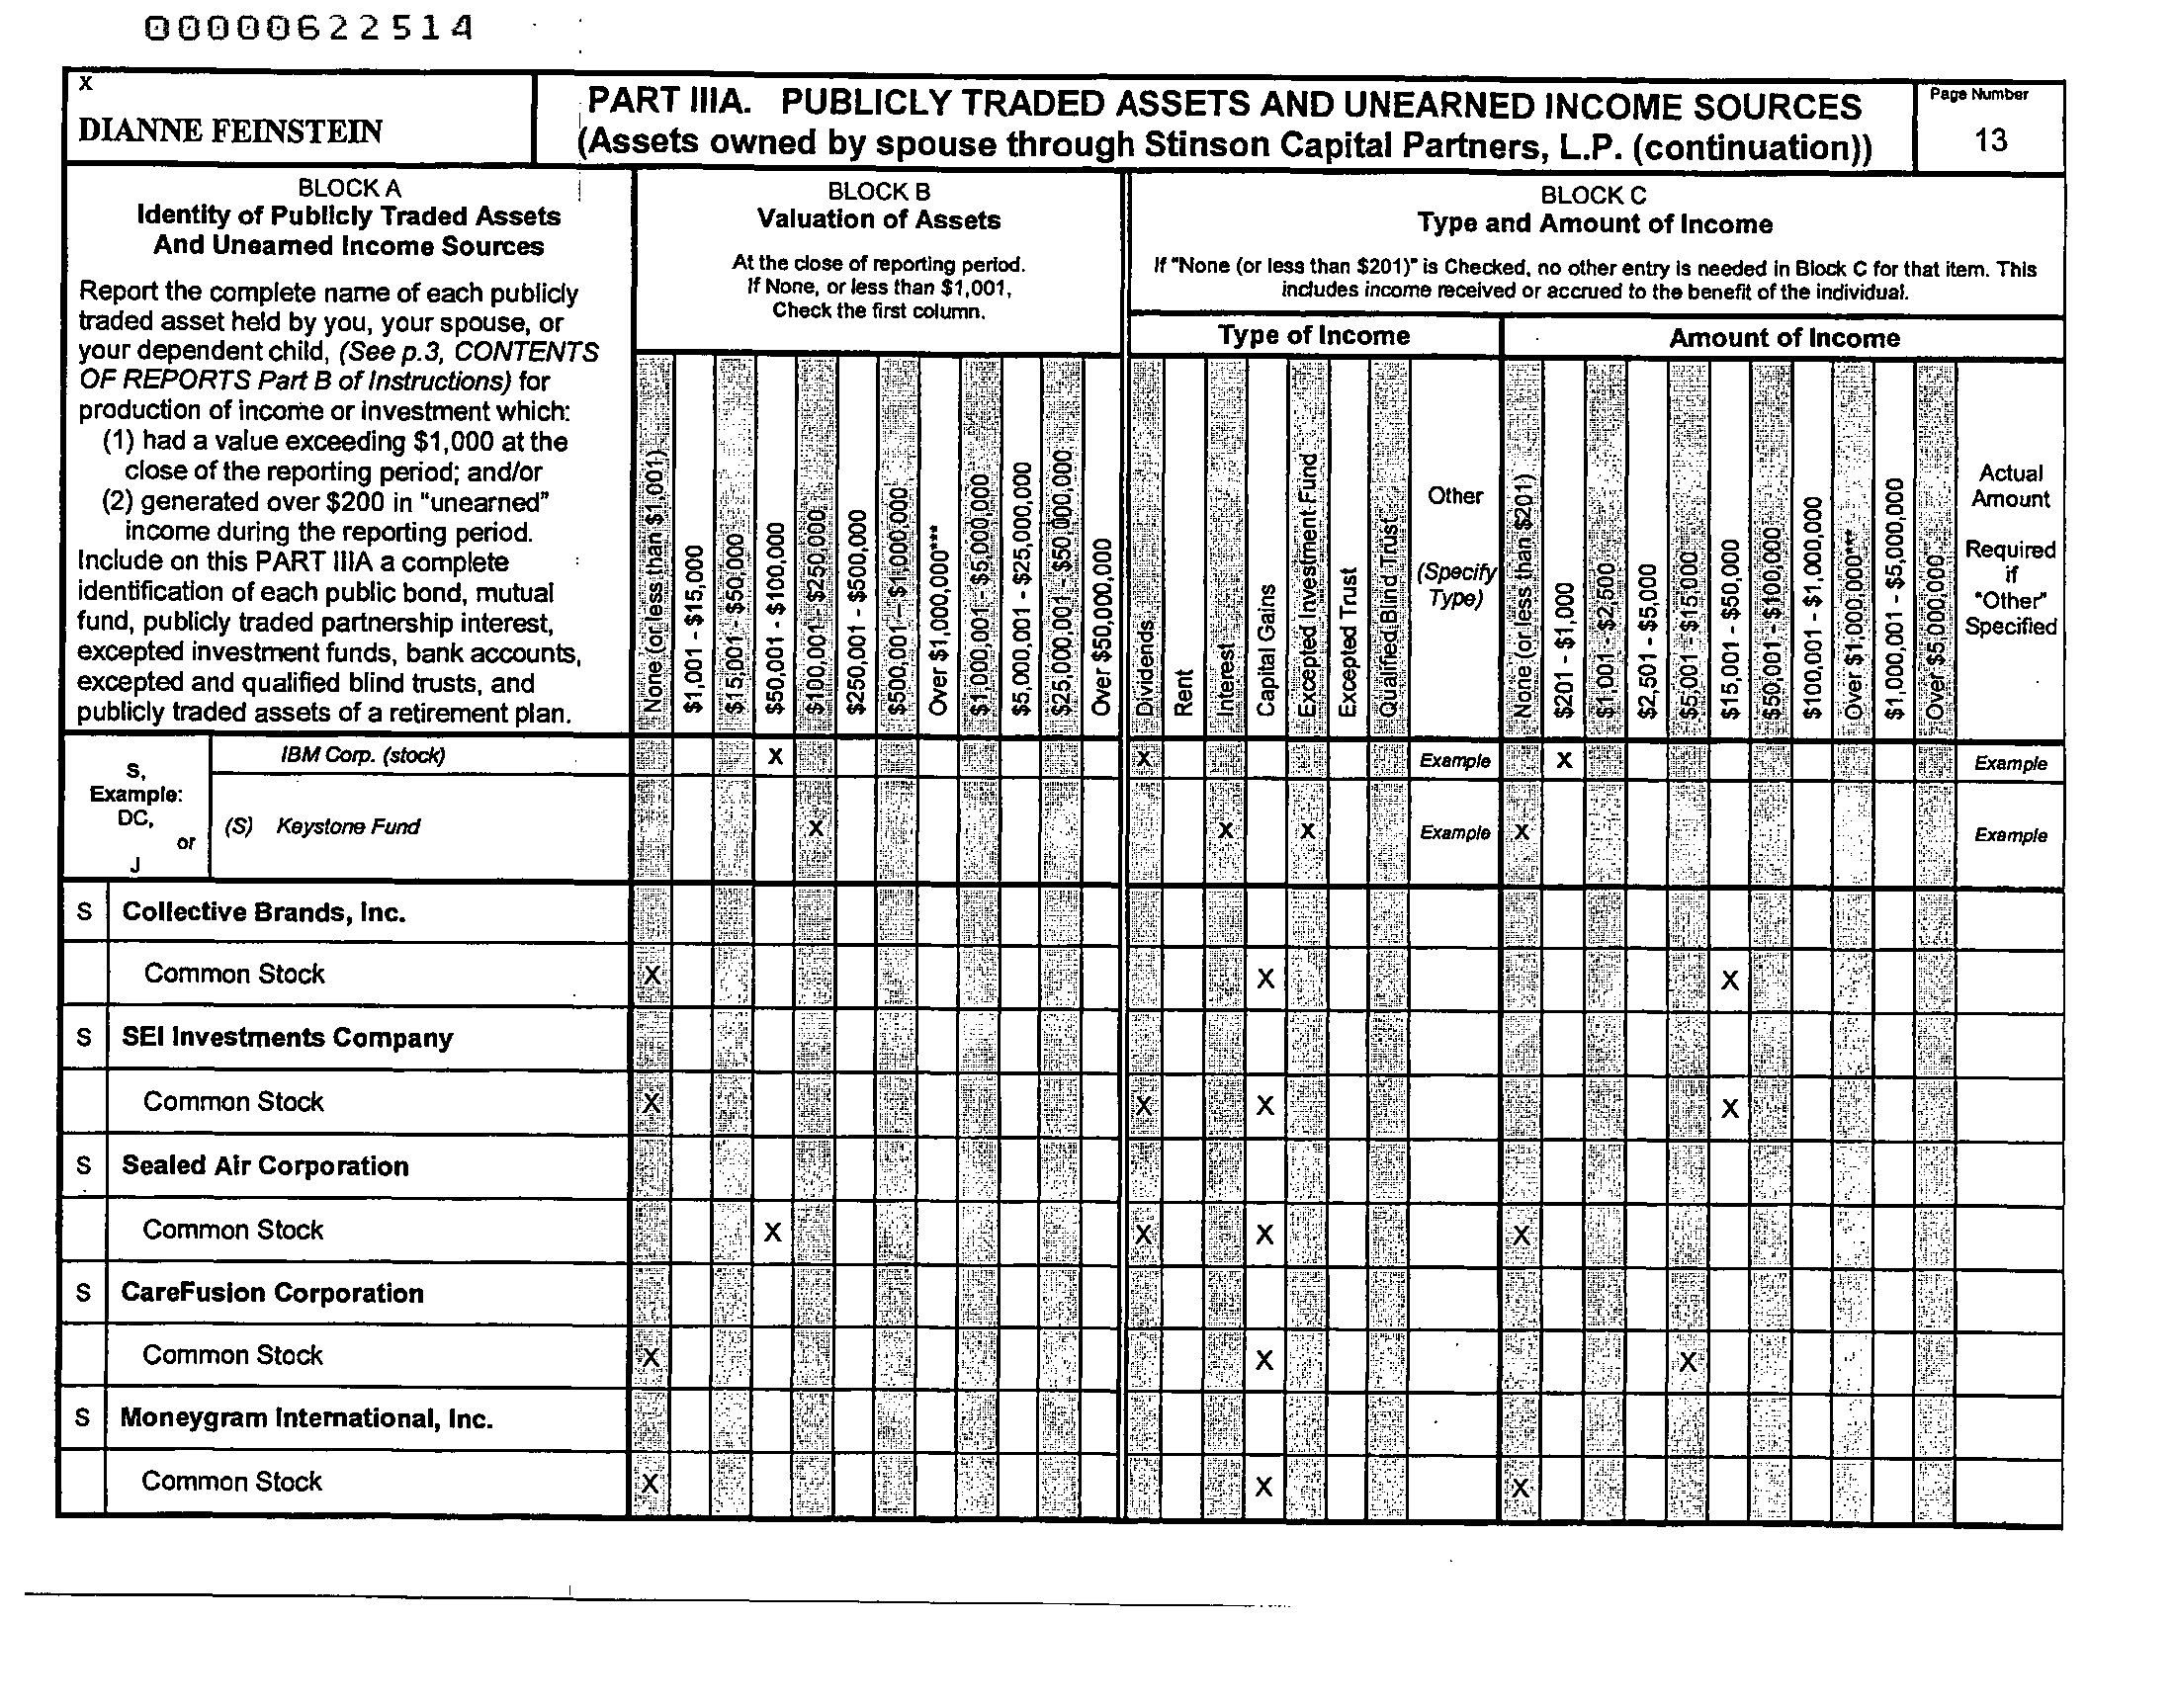 00000622514
X
DIANNE FEINSTEIN
PART IIIA. PUBLICLY TRADED ASSETS AND UNEARNED INCOME SOURCES
(Assets owned by spouse through Stinson Capital Partners, L.P. (continuation))
Page Number
13
BLOCK A
Identity of Publicly Traded Assets
And Unearned Income Sources
Report the complete name of each publicly
traded asset held by you, your spouse, or
your dependent child, (See p.3, CONTENTS
OF REPORTS Part B of Instructions) for
production of income or investment which:
(1) had a value exceeding $1,000 at the
close of the reporting period; and/or
(2) generated over $200 in "unearned"
income during the reporting period.
Include on this PART IIIA a complete
identification of each public bond, mutual
fund, publicly traded partnership interest,
excepted investment funds, bank accounts,
excepted and qualified blind trusts, and
publicly traded assets of a retirement plan.
BLOCK B
Valuation of Assets
At the close of reporting period.
If None, or less than $1,001,
Check the first column.
None (or less than $1,001)
$1,001 - $15,000
$15,001 - $50,000
$50,001 - $100,000
$100,001 - $250,000
$250,001 - $500,000
$500,001 - $1,000,000
Over $1,000,000***
$1,000,001 - $5,000,000
$5,000,001 - $25,000,000
$25,000,001 - $50,000,000
Over $50,000,000
BLOCK C
Type and Amount of Income
If "None (or less than $201)" is Checked, no other entry is needed in Block C for that item. This
includes income received or accrued to the benefit of the individual.
Type of Income
Dividends
Rent
Interest
Capital Gains
Excepted Investment Fund
Excepted Trust
Qualified Blind Trust
Other
(Specify
Type)
Amount of Income
None (or less than $201)
$201 - $1,000
$1,001 - $2,500
$2,501 - $5,000
$5,001 - $15,000
$15,001 - $50,000
$50,001 - $100,000
$100,001 - $1,000,000
Over $1,000,000***
$1,000,001 - $5,000,000
Over $5,000,000
Actual
Amount
Required
if
"Other"
Specified
S,
Example:
DC,
or
J
IBM Corp. (stock) X X Example X Example
(S) Keystone Fund X X X Example X Example
S Collective Brands, Inc.
Common Stock X X X
S SEI Investments Company
Common Stock X X X X
S Sealed Air Corporation
Common Stock X X X X
S CareFusion Corporation
Common Stock X X X
S Moneygram International, Inc.
Common Stock X X X